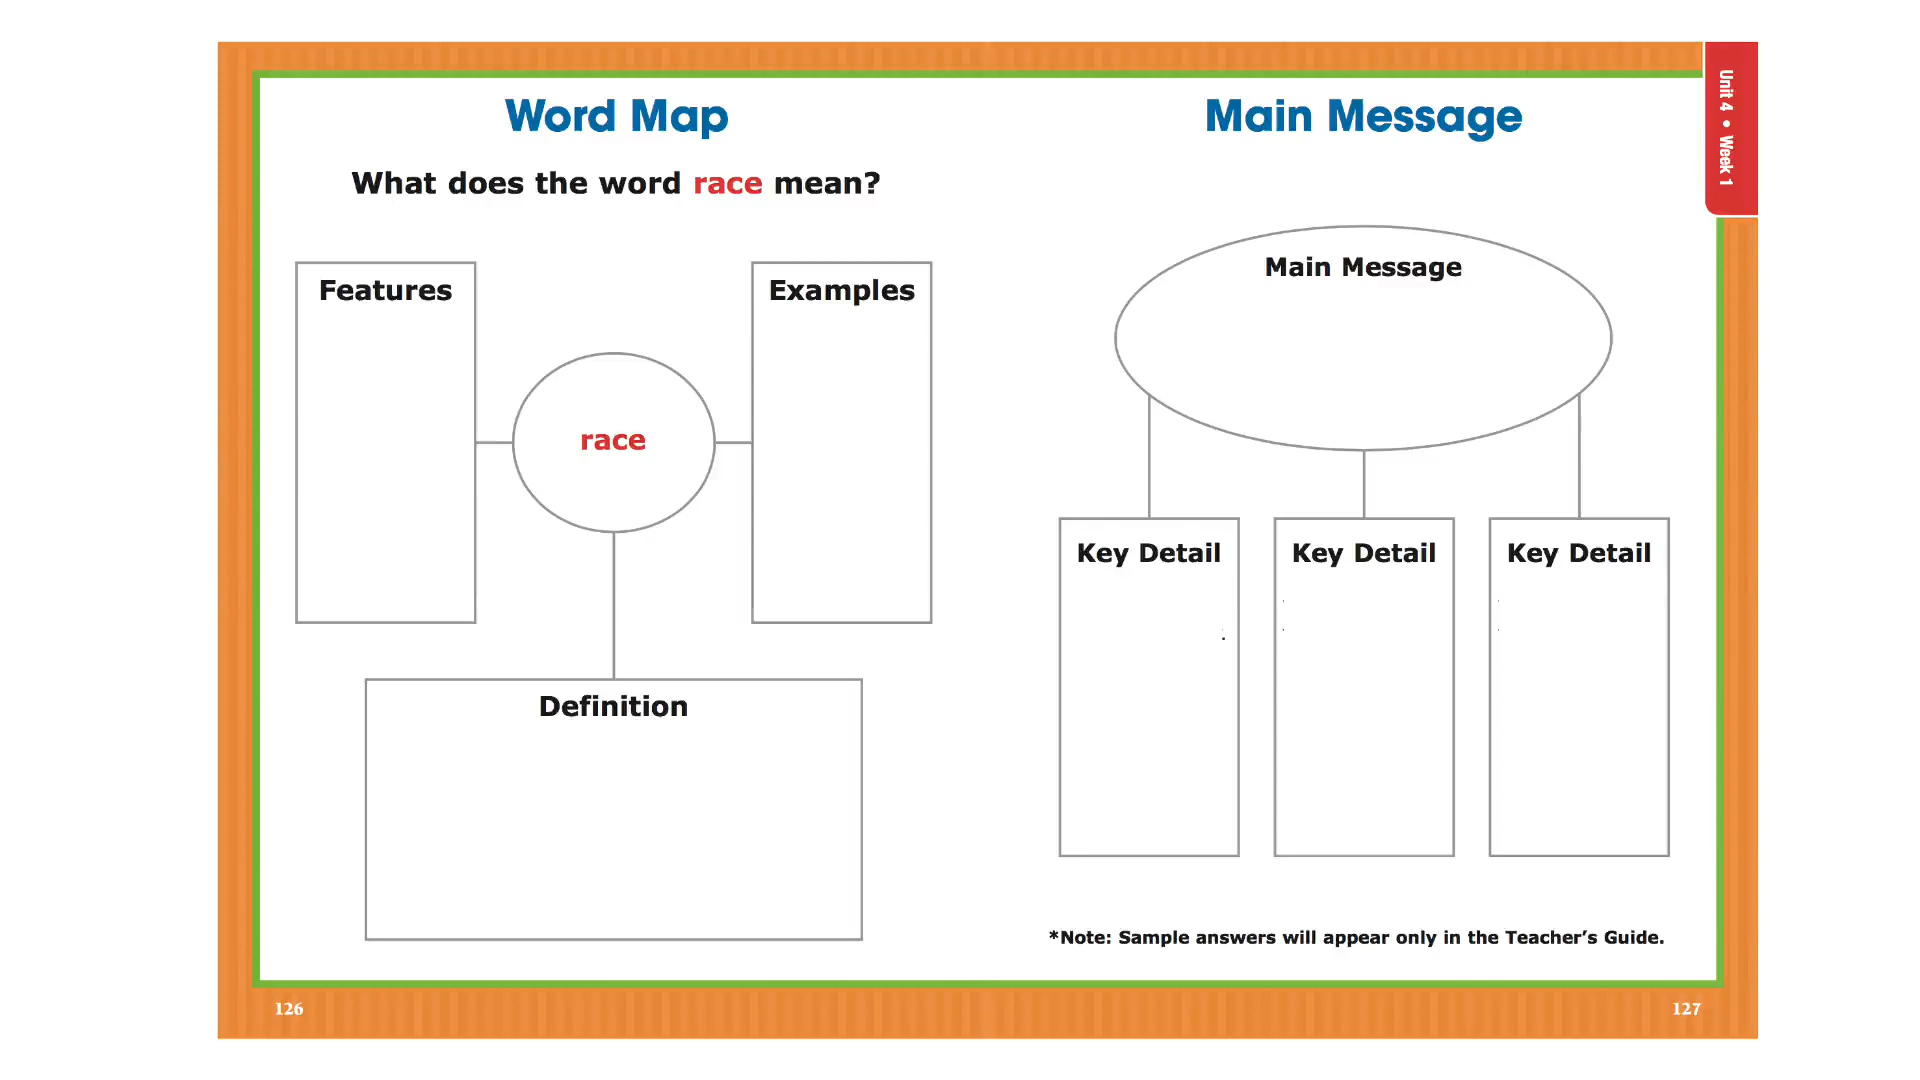 Word Map
What does the word race mean?
Features
Examples
race
Definition
126
Unit 4 • Week 1
Main Message
Main Message
Key Detail
Key Detail
Key Detail
*Note: Sample answers will appear only in the Teacher’s Guide.
127